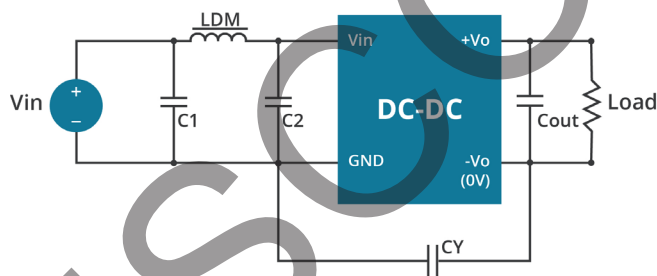 LDM
Vin
+
−
C1
C2
Vin
+Vo
DC-DC
GND
-Vo
(0V)
Cout
Load
CY